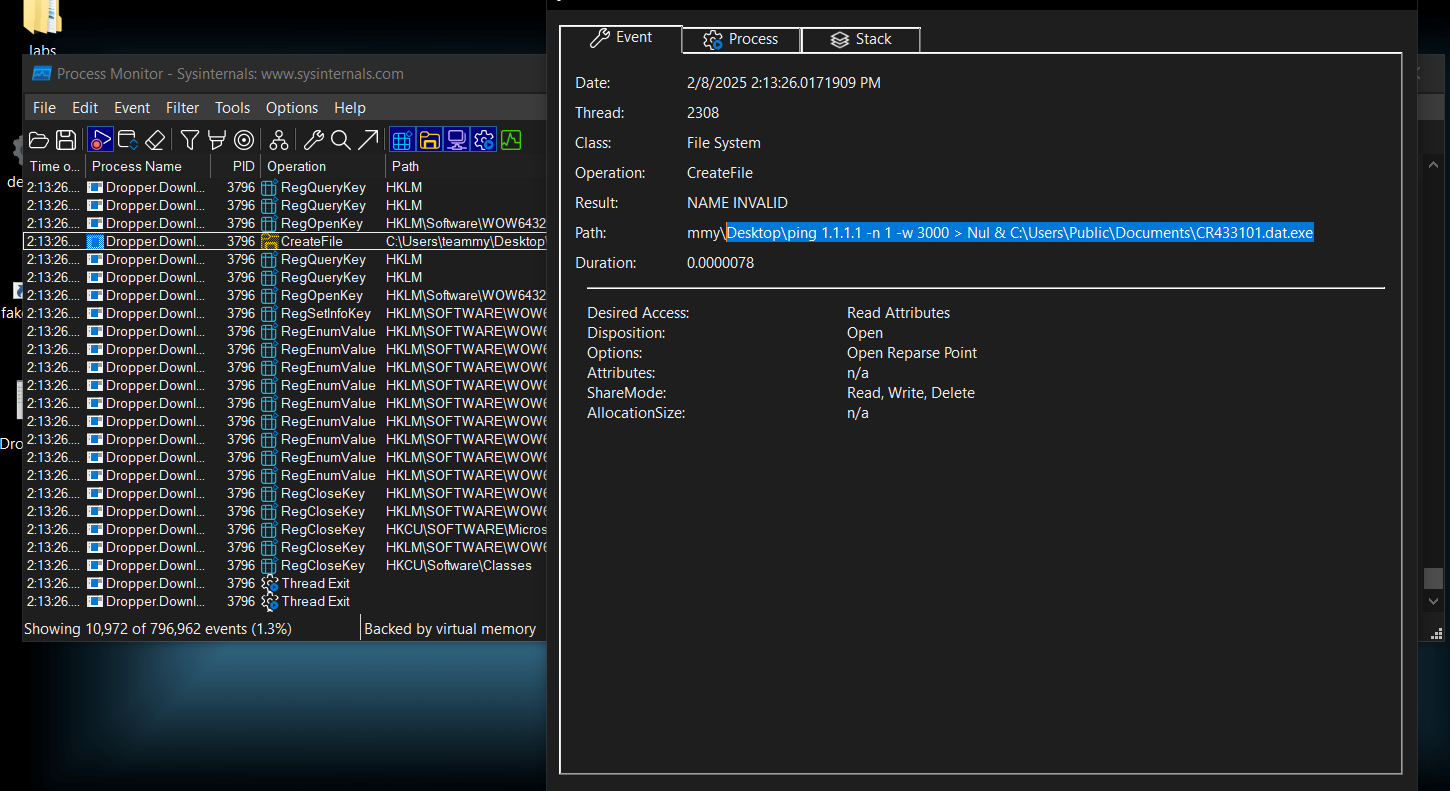 labs
Process Monitor - Sysinternals: www.sysinternals.com
File Edit Event Filter Tools Options Help
Time o... Process Name PID Operation Path
2:13:26.... Dropper.Downl... 3796 RegQueryKey HKLM
2:13:26.... Dropper.Downl... 3796 RegQueryKey HKLM
2:13:26.... Dropper.Downl... 3796 RegOpenKey HKLM\Software\WOW6432
2:13:26.... Dropper.Downl... 3796 CreateFile C:\Users\teammy\Desktop\
2:13:26.... Dropper.Downl... 3796 RegQueryKey HKLM
2:13:26.... Dropper.Downl... 3796 RegQueryKey HKLM
2:13:26.... Dropper.Downl... 3796 RegOpenKey HKLM\Software\WOW6432
2:13:26.... Dropper.Downl... 3796 RegSetInfoKey HKLM\SOFTWARE\WOW6
2:13:26.... Dropper.Downl... 3796 RegEnumValue HKLM\SOFTWARE\WOW6
2:13:26.... Dropper.Downl... 3796 RegEnumValue HKLM\SOFTWARE\WOW6
2:13:26.... Dropper.Downl... 3796 RegEnumValue HKLM\SOFTWARE\WOW6
2:13:26.... Dropper.Downl... 3796 RegEnumValue HKLM\SOFTWARE\WOW6
2:13:26.... Dropper.Downl... 3796 RegEnumValue HKLM\SOFTWARE\WOW6
2:13:26.... Dropper.Downl... 3796 RegEnumValue HKLM\SOFTWARE\WOW6
2:13:26.... Dropper.Downl... 3796 RegEnumValue HKLM\SOFTWARE\WOW6
2:13:26.... Dropper.Downl... 3796 RegEnumValue HKLM\SOFTWARE\WOW6
2:13:26.... Dropper.Downl... 3796 RegEnumValue HKLM\SOFTWARE\WOW6
2:13:26.... Dropper.Downl... 3796 RegCloseKey HKLM\SOFTWARE\WOW6
2:13:26.... Dropper.Downl... 3796 RegCloseKey HKLM\SOFTWARE\WOW6
2:13:26.... Dropper.Downl... 3796 RegCloseKey HKCU\SOFTWARE\Micros
2:13:26.... Dropper.Downl... 3796 RegCloseKey HKLM\SOFTWARE\WOW6
2:13:26.... Dropper.Downl... 3796 RegCloseKey HKCU\Software\Classes
2:13:26.... Dropper.Downl... 3796 Thread Exit
2:13:26.... Dropper.Downl... 3796 Thread Exit
Showing 10,972 of 796,962 events (1.3%) Backed by virtual memory
de
fak
Dro
Event Process Stack
Date: 2/8/2025 2:13:26.0171909 PM
Thread: 2308
Class: File System
Operation: CreateFile
Result: NAME INVALID
Path: mmy\Desktop\ping 1.1.1.1 -n 1 -w 3000 > Nul & C:\Users\Public\Documents\CR433101.dat.exe
Duration: 0.0000078
Desired Access: Read Attributes
Disposition: Open
Options: Open Reparse Point
Attributes: n/a
ShareMode: Read, Write, Delete
AllocationSize: n/a